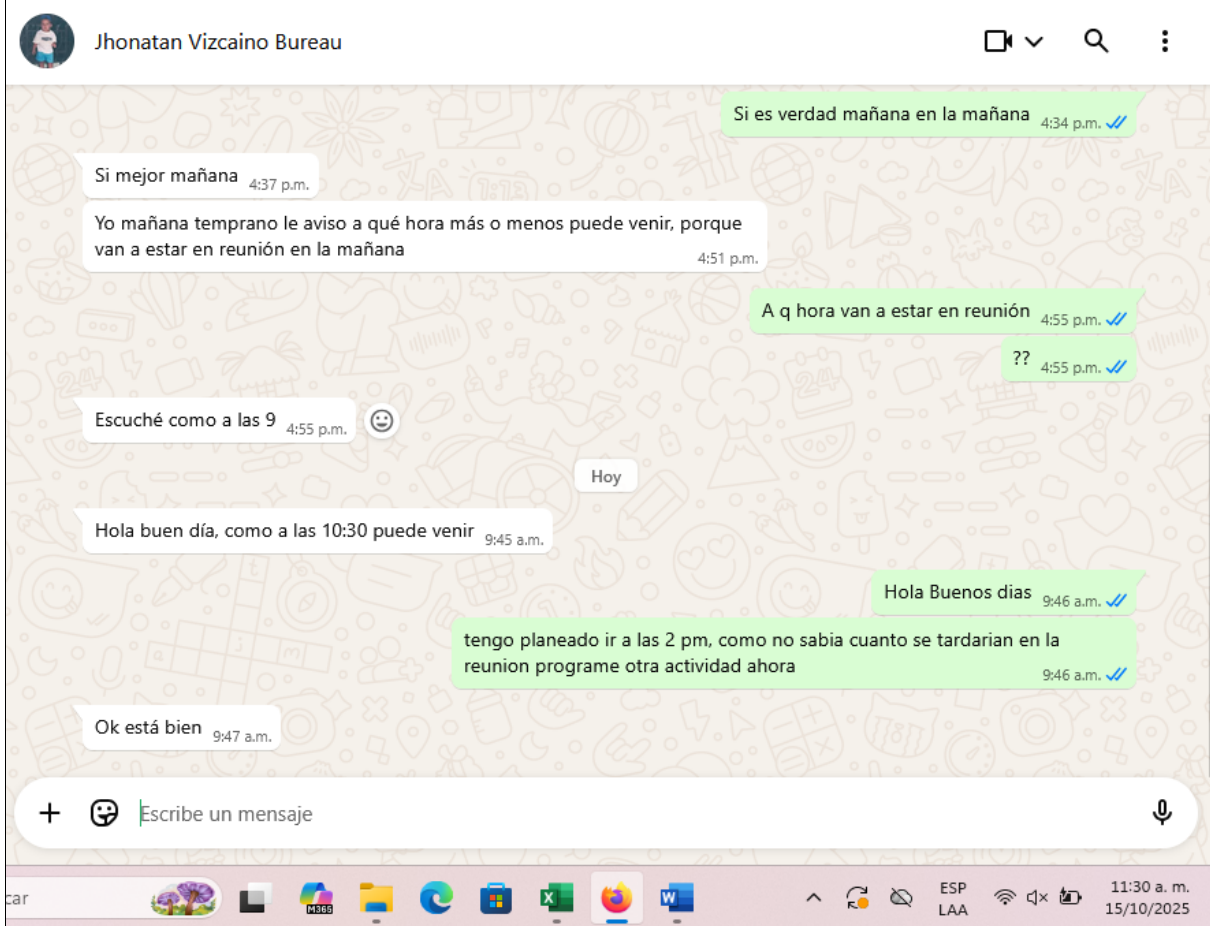 Jhonatan Vizcaino Bureau
Si es verdad mañana en la mañana 4:34 p.m.
Si mejor mañana 4:37 p.m.
Yo mañana temprano le aviso a qué hora más o menos puede venir, porque
van a estar en reunión en la mañana 4:51 p.m.
A q hora van a estar en reunión 4:55 p.m.
?? 4:55 p.m.
Escuché como a las 9 4:55 p.m.
Hoy
Hola buen día, como a las 10:30 puede venir 9:45 a.m.
Hola Buenos dias 9:46 a.m.
tengo planeado ir a las 2 pm, como no sabia cuanto se tardarian en la
reunion programe otra actividad ahora 9:46 a.m.
Ok está bien 9:47 a.m.
Escribe un mensaje
car
M365
ESP
LAA
11:30 a. m.
15/10/2025